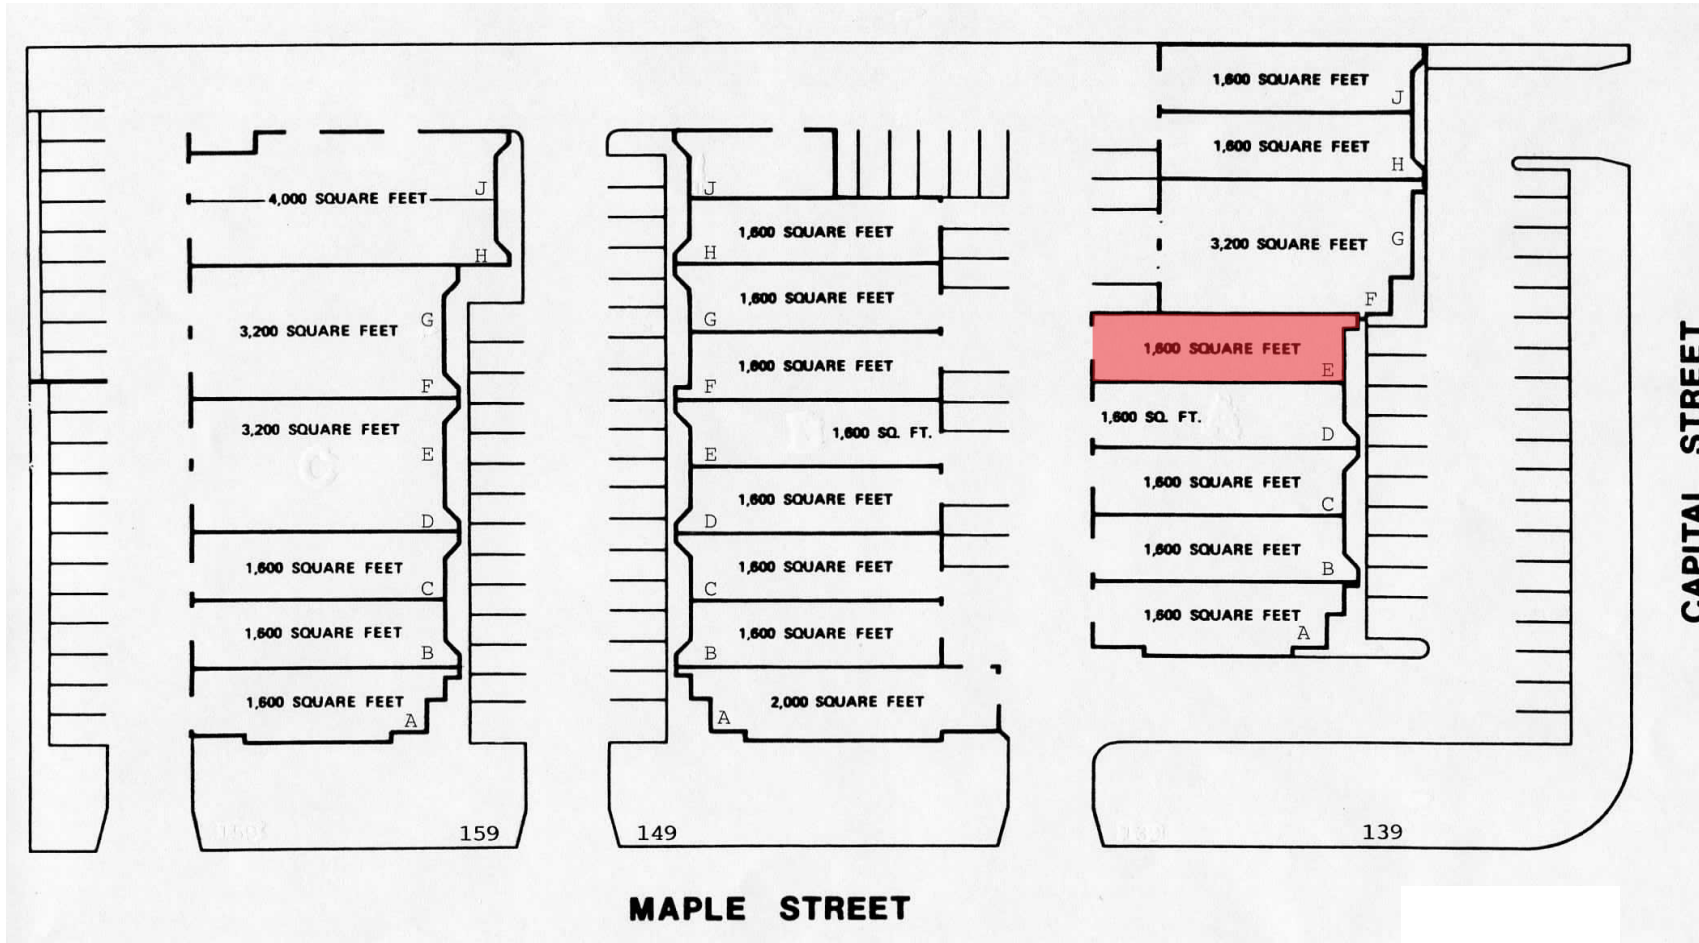 4,000 SQUARE FEET
J
H
3,200 SQUARE FEET
G
F
3,200 SQUARE FEET
E
D
1,600 SQUARE FEET
C
1,600 SQUARE FEET
B
1,600 SQUARE FEET
A
159
J
1,600 SQUARE FEET
H
1,600 SQUARE FEET
G
1,600 SQUARE FEET
F
1,600 SQ. FT.
E
1,600 SQUARE FEET
D
1,600 SQUARE FEET
C
1,600 SQUARE FEET
B
2,000 SQUARE FEET
A
149
1,600 SQUARE FEET
J
1,600 SQUARE FEET
H
3,200 SQUARE FEET
G
F
1,600 SQUARE FEET
E
1,600 SQ. FT.
D
1,600 SQUARE FEET
C
1,600 SQUARE FEET
B
1,600 SQUARE FEET
A
139
MAPLE STREET
CAPITAL STREET